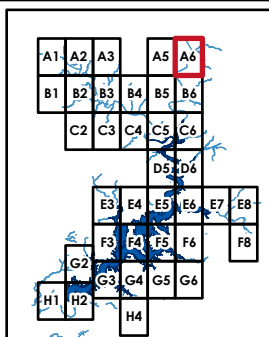 A1 A2 A3 A5 A6
B1 B2 B3 B4 B5 B6
C2 C3 C4 C5 C6
D5 D6
E3 E4 E5 E6 E7 E8
F3 F4 F5 F6 F8
G2
G3 G4 G5 G6
H1 H2
H4